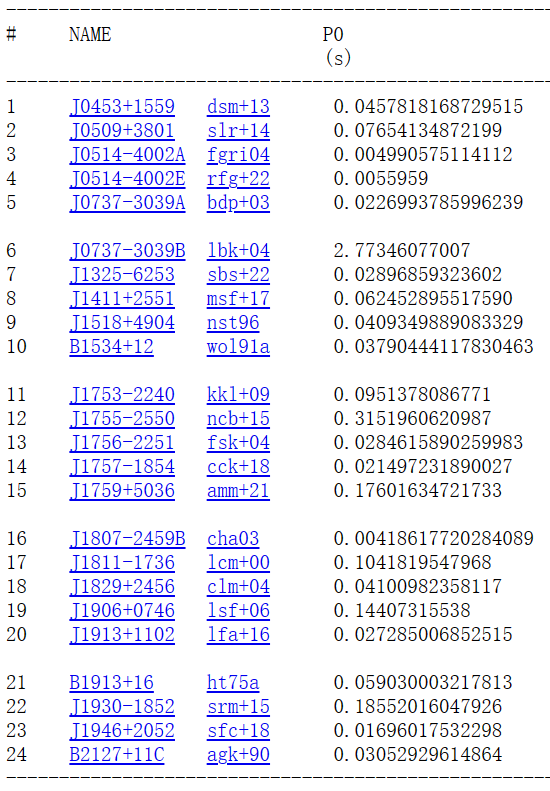 # NAME P0
(s)
1 J0453+1559 dsm+13 0.0457818168729515
2 J0509+3801 slr+14 0.07654134872199
3 J0514-4002A fgri04 0.004990575114112
4 J0514-4002E rfg+22 0.0055959
5 J0737-3039A bdp+03 0.0226993785996239
6 J0737-3039B lbk+04 2.77346077007
7 J1325-6253 sbs+22 0.02896859323602
8 J1411+2551 msf+17 0.062452895517590
9 J1518+4904 nst96 0.0409349889083329
10 B1534+12 wol91a 0.03790444117830463
11 J1753-2240 kkl+09 0.0951378086771
12 J1755-2550 ncb+15 0.3151960620987
13 J1756-2251 fsk+04 0.0284615890259983
14 J1757-1854 cck+18 0.021497231890027
15 J1759+5036 amm+21 0.17601634721733
16 J1807-2459B cha03 0.00418617720284089
17 J1811-1736 lcm+00 0.1041819547968
18 J1829+2456 clm+04 0.04100982358117
19 J1906+0746 lsf+06 0.14407315538
20 J1913+1102 lfa+16 0.027285006852515
21 B1913+16 ht75a 0.059030003217813
22 J1930-1852 srm+15 0.18552016047926
23 J1946+2052 sfc+18 0.01696017532298
24 B2127+11C agk+90 0.03052929614864